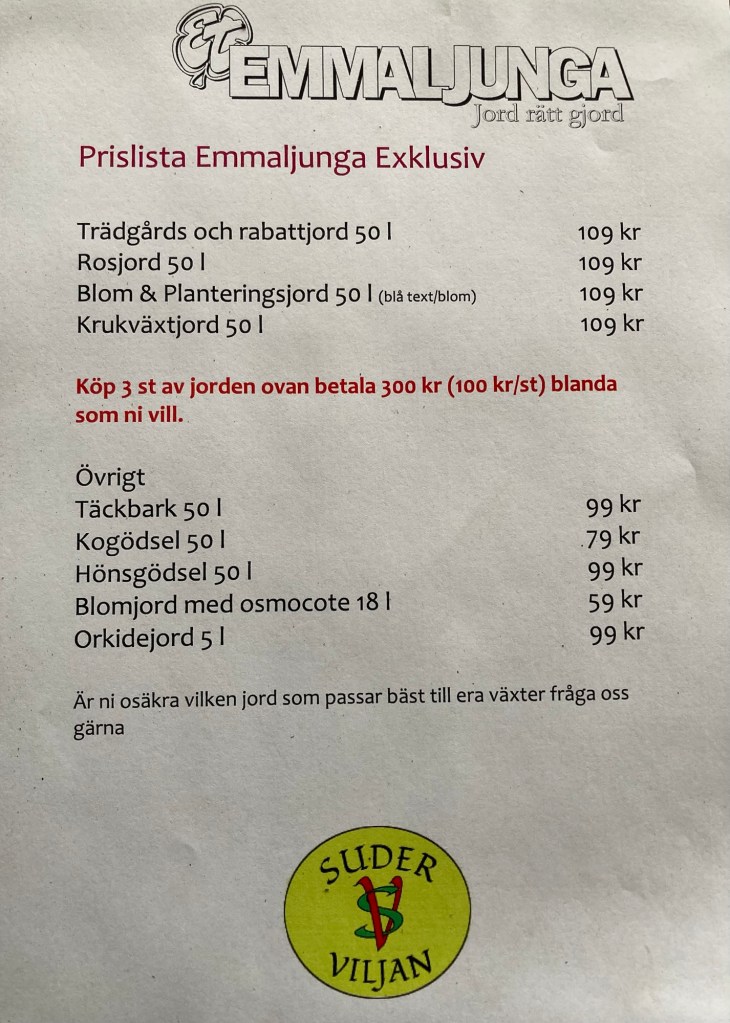 Et EMMALJUNGA
Jord rätt gjord
Prislista Emmaljunga Exklusiv
Trädgårds och rabattjord 50 l 109 kr
Rosjord 50 l 109 kr
Blom & Planteringsjord 50 l (blå text/blom) 109 kr
Krukväxtjord 50 l 109 kr
Köp 3 st av jorden ovan betala 300 kr (100 kr/st) blanda
som ni vill.
Övrigt
Täckbark 50 l 99 kr
Kogödsel 50 l 79 kr
Hönsgödsel 50 l 99 kr
Blomjord med osmocote 18 l 59 kr
Orkidejord 5 l 99 kr
Är ni osäkra vilken jord som passar bäst till era växter fråga oss
gärna
SUDER
SV
VILJAN